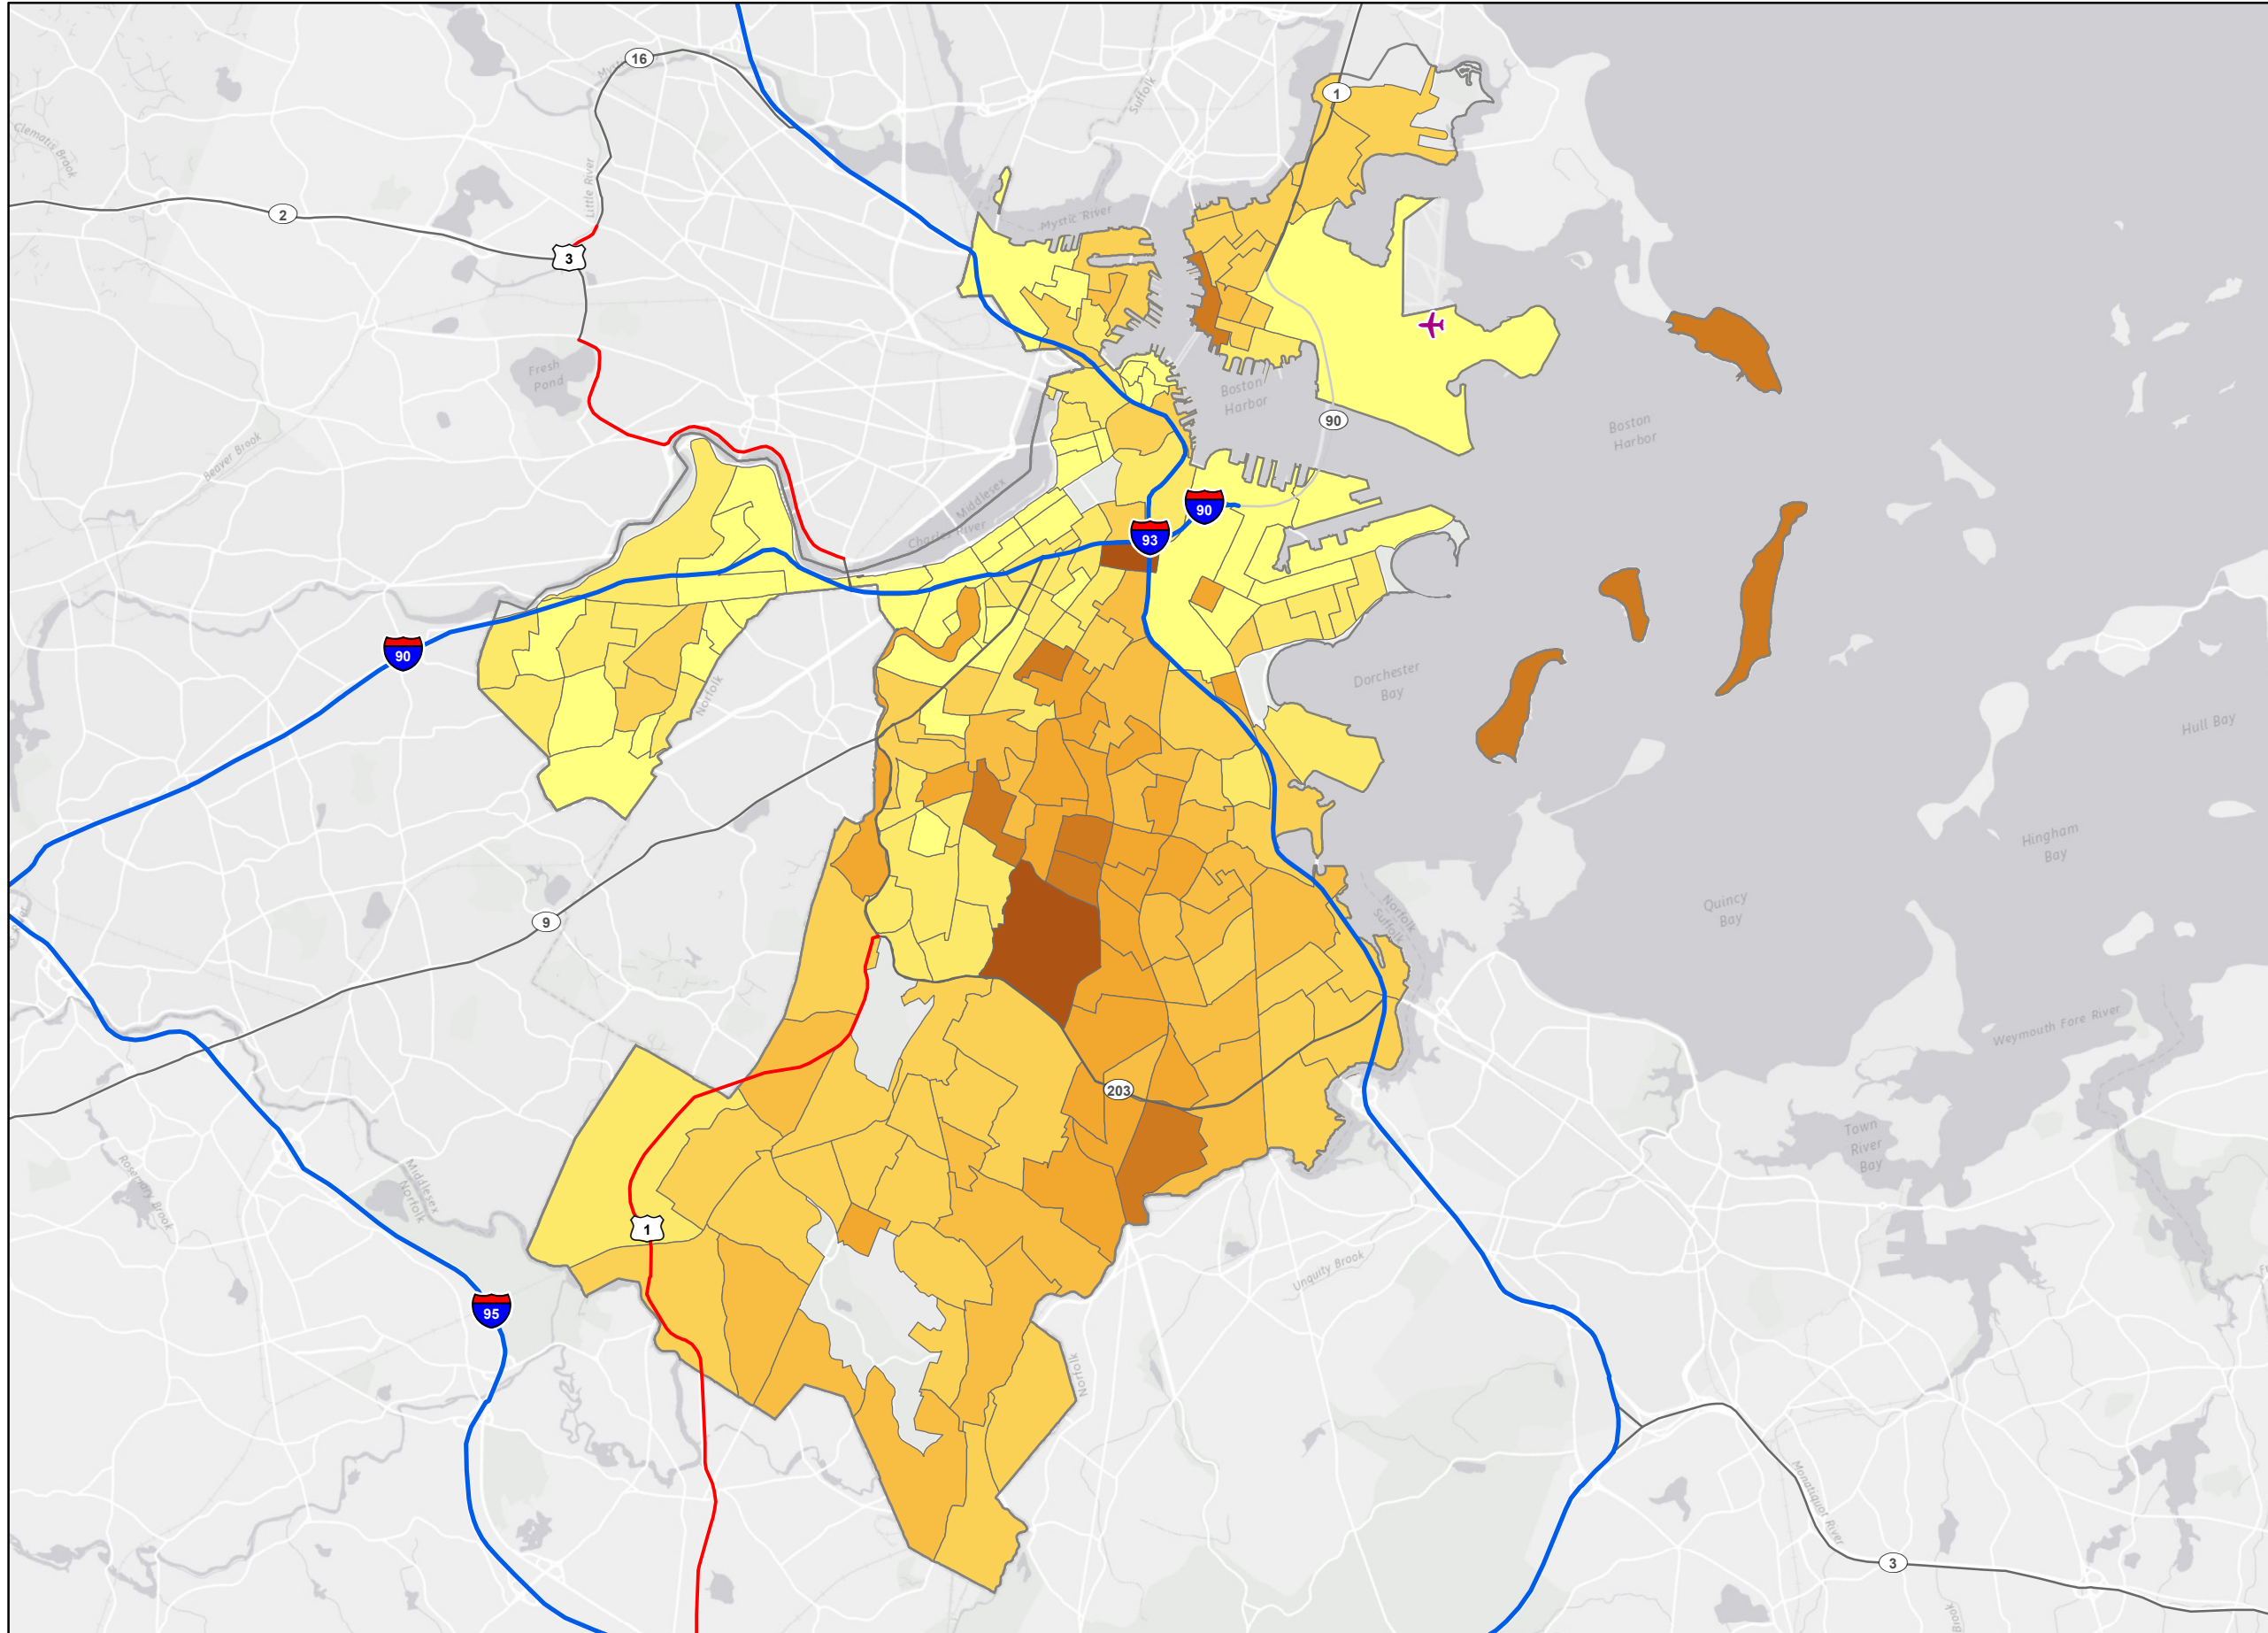 16
Suffolk
1
Clematis Brook
Little River
2
Mystic River
3
Fresh
Pond
Boston
Harbor
90
Boston
Harbor
Beaver Brook
Middlesex
Charles River
90
93
90
Norfolk
Dorchester
Bay
Hull Bay
Hingham
Bay
Quincy
Bay
Norfolk
Suffolk
9
Weymouth Fore River
203
Town
River
Bay
Rosemary Brook
Middlesex
Norfolk
1
Unquity Brook
95
Norfolk
Monatiquot River
3